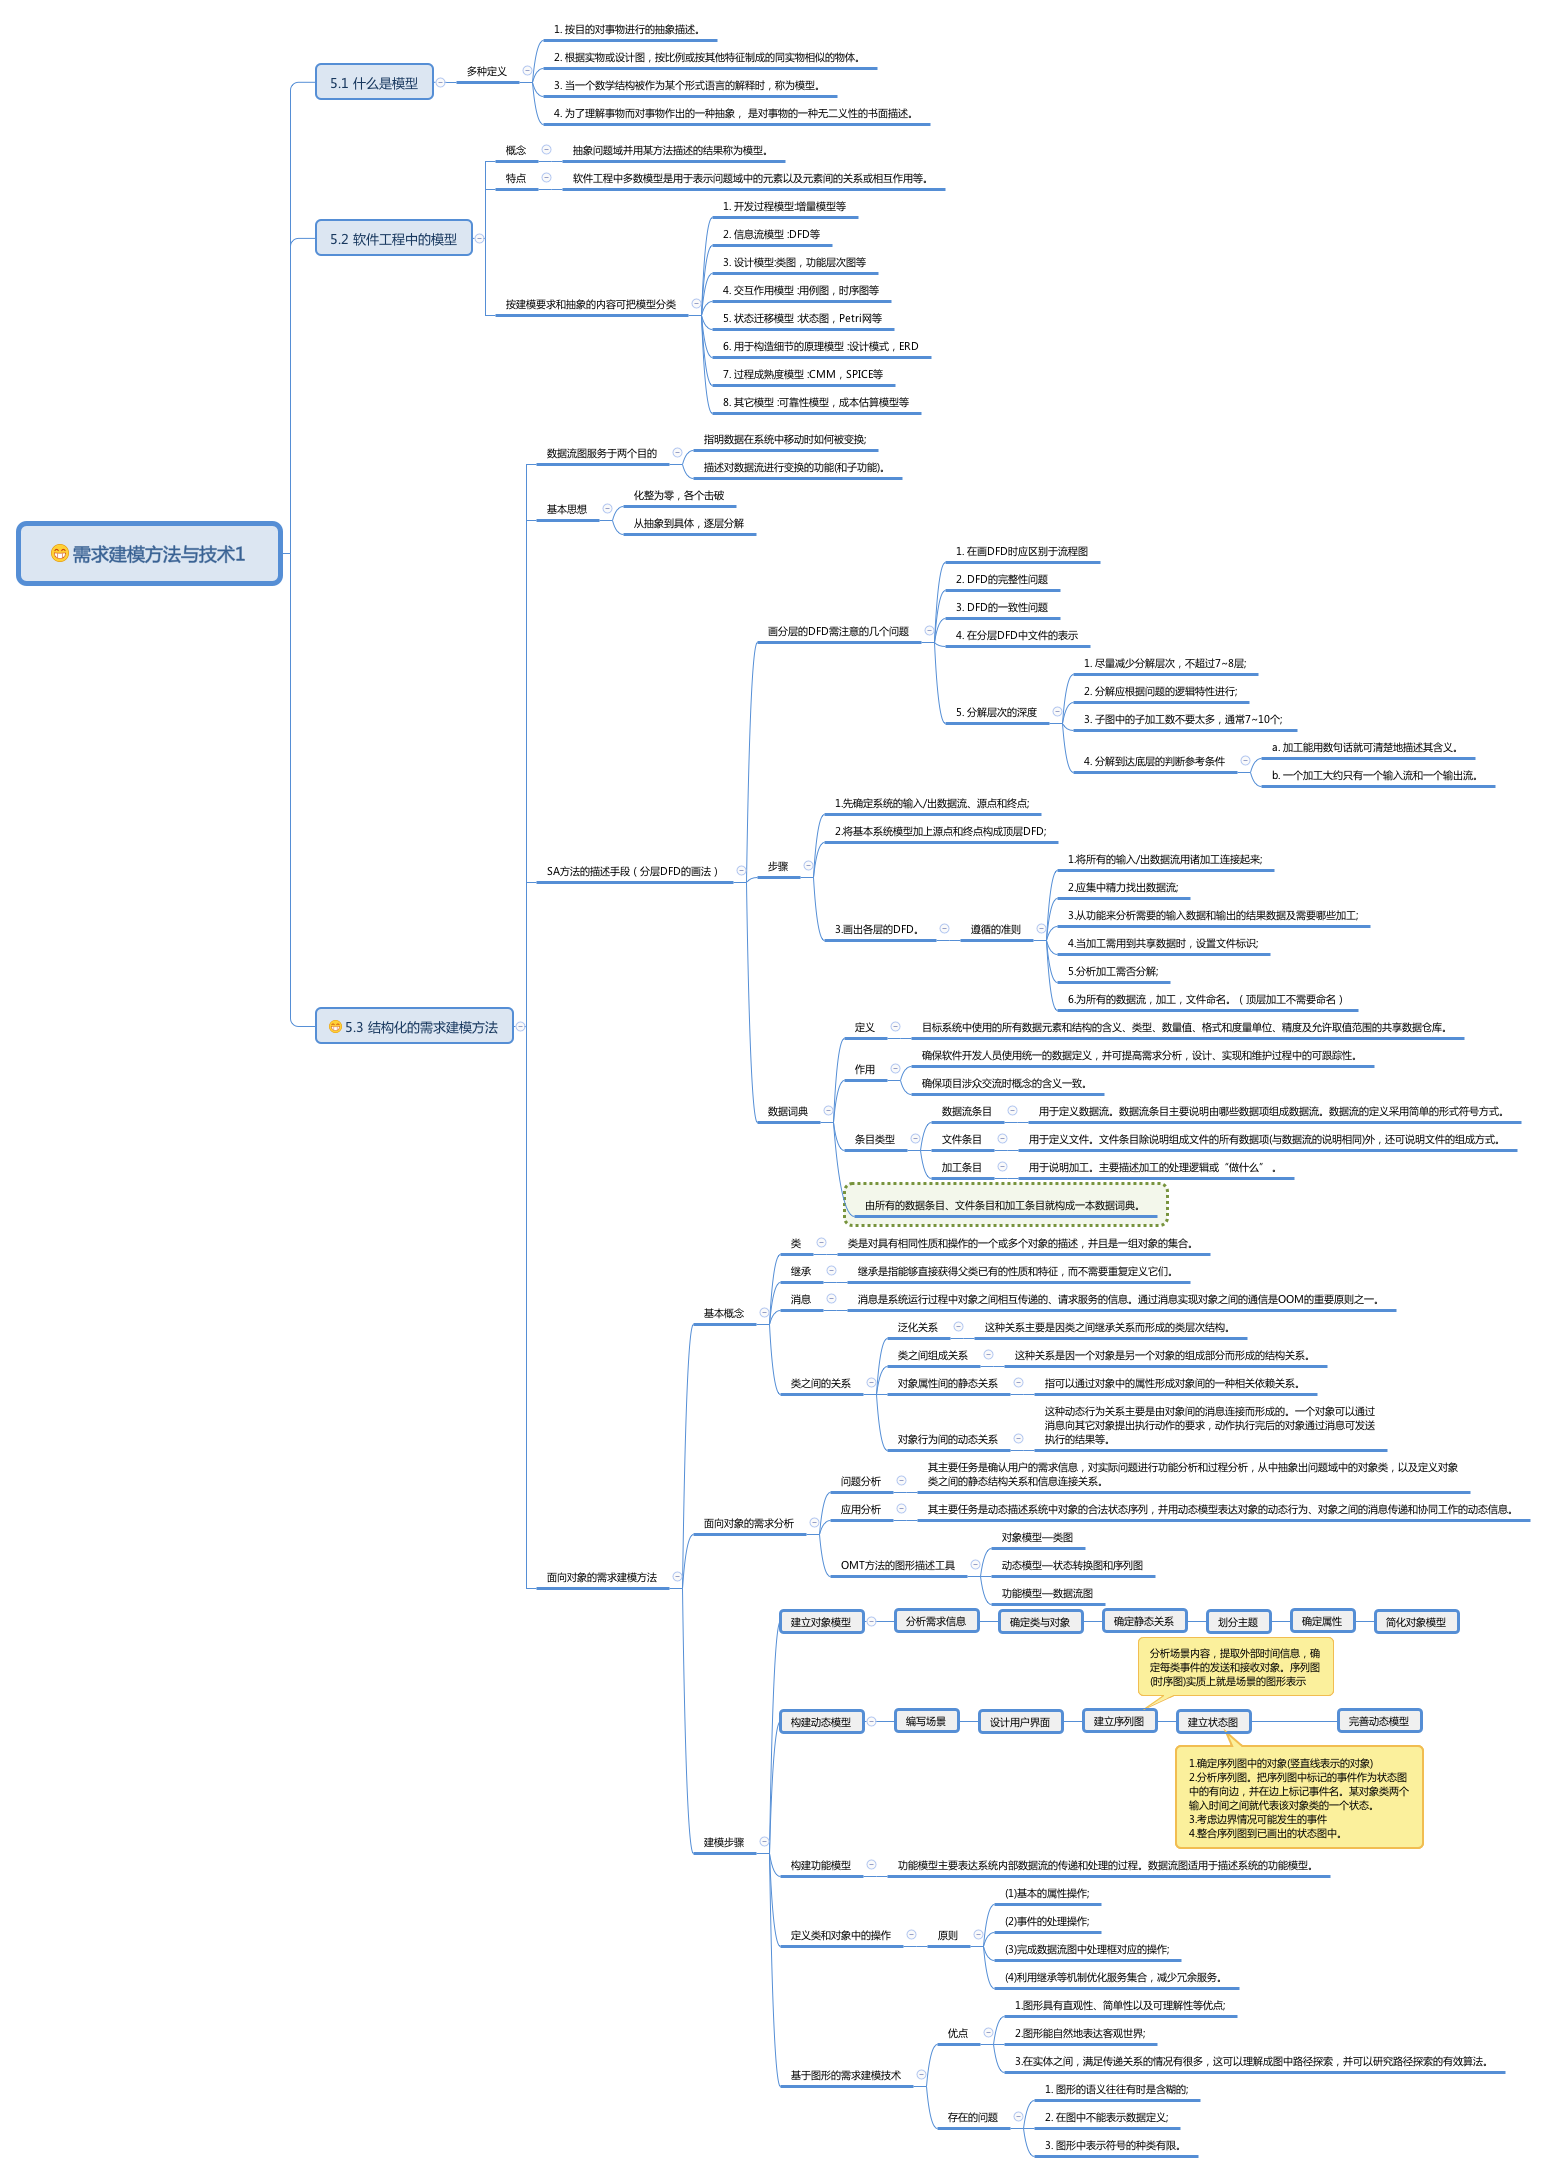 需求建模方法与技术1
5.1 什么是模型
多种定义
1. 按目的对事物进行的抽象描述。
2. 根据实物或设计图，按比例或按其他特征制成的同实物相似的物体。
3. 当一个数学结构被作为某个形式语言的解释时，称为模型。
4. 为了理解事物而对事物作出的一种抽象， 是对事物的一种无二义性的书面描述。
5.2 软件工程中的模型
概念
抽象问题域并用某方法描述的结果称为模型。
特点
软件工程中多数模型是用于表示问题域中的元素以及元素间的关系或相互作用等。
按建模要求和抽象的内容可把模型分类
1. 开发过程模型:增量模型等
2. 信息流模型 :DFD等
3. 设计模型:类图，功能层次图等
4. 交互作用模型 :用例图，时序图等
5. 状态迁移模型 :状态图，Petri网等
6. 用于构造细节的原理模型 :设计模式，ERD
7. 过程成熟度模型 :CMM，SPICE等
8. 其它模型 :可靠性模型，成本估算模型等
5.3 结构化的需求建模方法
数据流图服务于两个目的
指明数据在系统中移动时如何被变换;
描述对数据流进行变换的功能(和子功能)。
基本思想
化整为零，各个击破
从抽象到具体，逐层分解
SA方法的描述手段（分层DFD的画法）
画分层的DFD需注意的几个问题
1. 在画DFD时应区别于流程图
2. DFD的完整性问题
3. DFD的一致性问题
4. 在分层DFD中文件的表示
5. 分解层次的深度
1. 尽量减少分解层次，不超过7~8层;
2. 分解应根据问题的逻辑特性进行;
3. 子图中的子加工数不要太多，通常7~10个;
4. 分解到达底层的判断参考条件
a. 加工能用数句话就可清楚地描述其含义。
b. 一个加工大约只有一个输入流和一个输出流。
步骤
1.先确定系统的输入/出数据流、源点和终点;
2.将基本系统模型加上源点和终点构成顶层DFD;
3.画出各层的DFD。
遵循的准则
1.将所有的输入/出数据流用诸加工连接起来;
2.应集中精力找出数据流;
3.从功能来分析需要的输入数据和输出的结果数据及需要哪些加工;
4.当加工需用到共享数据时，设置文件标识;
5.分析加工需否分解;
6.为所有的数据流，加工，文件命名。（顶层加工不需要命名）
数据词典
定义
目标系统中使用的所有数据元素和结构的含义、类型、数量值、格式和度量单位、精度及允许取值范围的共享数据仓库。
作用
确保软件开发人员使用统一的数据定义，并可提高需求分析，设计、实现和维护过程中的可跟踪性。
确保项目涉众交流时概念的含义一致。
条目类型
数据流条目
用于定义数据流。数据流条目主要说明由哪些数据项组成数据流。数据流的定义采用简单的形式符号方式。
文件条目
用于定义文件。文件条目除说明组成文件的所有数据项(与数据流的说明相同)外，还可说明文件的组成方式。
加工条目
用于说明加工。主要描述加工的处理逻辑或“做什么” 。
由所有的数据条目、文件条目和加工条目就构成一本数据词典。
面向对象的需求建模方法
基本概念
类
类是对具有相同性质和操作的一个或多个对象的描述，并且是一组对象的集合。
继承
继承是指能够直接获得父类已有的性质和特征，而不需要重复定义它们。
消息
消息是系统运行过程中对象之间相互传递的、请求服务的信息。通过消息实现对象之间的通信是OOM的重要原则之一。
类之间的关系
泛化关系
这种关系主要是因类之间继承关系而形成的类层次结构。
类之间组成关系
这种关系是因一个对象是另一个对象的组成部分而形成的结构关系。
对象属性间的静态关系
指可以通过对象中的属性形成对象间的一种相关依赖关系。
对象行为间的动态关系
这种动态行为关系主要是由对象间的消息连接而形成的。一个对象可以通过
消息向其它对象提出执行动作的要求，动作执行完后的对象通过消息可发送
执行的结果等。
面向对象的需求分析
问题分析
其主要任务是确认用户的需求信息，对实际问题进行功能分析和过程分析，从中抽象出问题域中的对象类，以及定义对象
类之间的静态结构关系和信息连接关系。
应用分析
其主要任务是动态描述系统中对象的合法状态序列，并用动态模型表达对象的动态行为、对象之间的消息传递和协同工作的动态信息。
OMT方法的图形描述工具
对象模型—类图
动态模型—状态转换图和序列图
功能模型—数据流图
建模步骤
建立对象模型
分析需求信息
确定类与对象
确定静态关系
划分主题
确定属性
简化对象模型
分析场景内容，提取外部时间信息，确
定每类事件的发送和接收对象。序列图
(时序图)实质上就是场景的图形表示
构建动态模型
编写场景
设计用户界面
建立序列图
建立状态图
完善动态模型
1.确定序列图中的对象(竖直线表示的对象)
2.分析序列图。把序列图中标记的事件作为状态图
中的有向边，并在边上标记事件名。某对象类两个
输入时间之间就代表该对象类的一个状态。
3.考虑边界情况可能发生的事件
4.整合序列图到已画出的状态图中。
构建功能模型
功能模型主要表达系统内部数据流的传递和处理的过程。数据流图适用于描述系统的功能模型。
定义类和对象中的操作
原则
(1)基本的属性操作;
(2)事件的处理操作;
(3)完成数据流图中处理框对应的操作;
(4)利用继承等机制优化服务集合，减少冗余服务。
基于图形的需求建模技术
优点
1.图形具有直观性、简单性以及可理解性等优点;
2.图形能自然地表达客观世界;
3.在实体之间，满足传递关系的情况有很多，这可以理解成图中路径探索，并可以研究路径探索的有效算法。
存在的问题
1. 图形的语义往往有时是含糊的;
2. 在图中不能表示数据定义;
3. 图形中表示符号的种类有限。